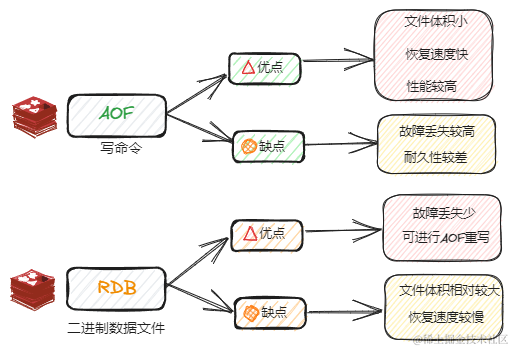 AOF
写命令
优点
文件体积小
恢复速度快
性能较高
缺点
故障丢失较高
耐久性较差
RDB
二进制数据文件
优点
故障丢失少
可进行AOF重写
缺点
文件体积相对较大
恢复速度较慢
@稀土掘金技术社区